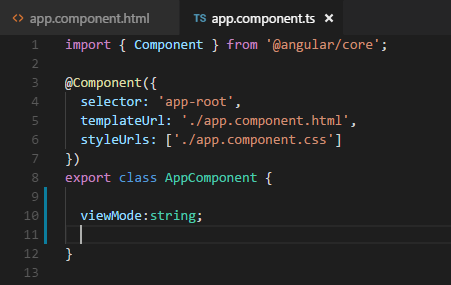 <> app.component.html TS app.component.ts ×
1 import { Component } from '@angular/core';
2
3 @Component({
4   selector: 'app-root',
5   templateUrl: './app.component.html',
6   styleUrls: ['./app.component.css']
7 })
8 export class AppComponent {
9
10   viewMode:string;
11
12 }
13